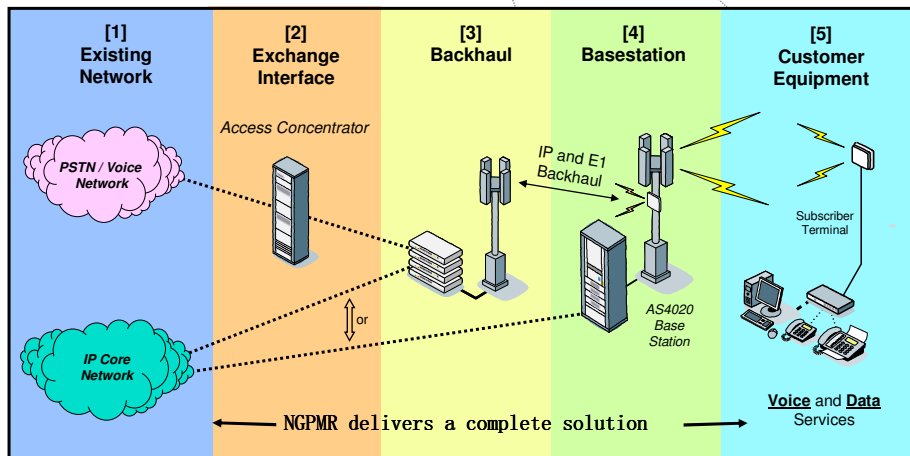 [1]
Existing
Network
[2]
Exchange
Interface
[3]
Backhaul
[4]
Basestation
[5]
Customer
Equipment
Access Concentrator
PSTN / Voice
Network
IP and E1
Backhaul
Subscriber
Terminal
or
AS4020
Base
Station
IP Core
Network
Voice and Data
Services
NGPMR delivers a complete solution